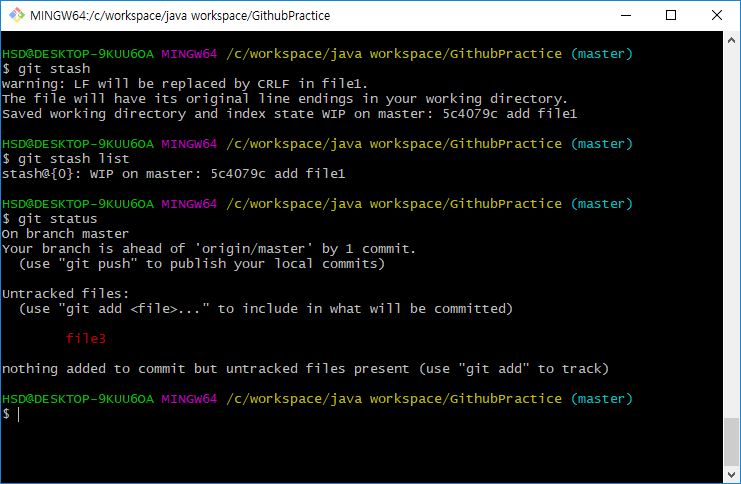 MINGW64:/c/workspace/java workspace/GithubPractice
HSD@DESKTOP-9KUU6OA MINGW64 /c/workspace/java workspace/GithubPractice (master)
$ git stash
warning: LF will be replaced by CRLF in file1.
The file will have its original line endings in your working directory.
Saved working directory and index state WIP on master: 5c4079c add file1
HSD@DESKTOP-9KUU6OA MINGW64 /c/workspace/java workspace/GithubPractice (master)
$ git stash list
stash@{0}: WIP on master: 5c4079c add file1
HSD@DESKTOP-9KUU6OA MINGW64 /c/workspace/java workspace/GithubPractice (master)
$ git status
On branch master
Your branch is ahead of 'origin/master' by 1 commit.
  (use "git push" to publish your local commits)
Untracked files:
  (use "git add <file>..." to include in what will be committed)
        file3
nothing added to commit but untracked files present (use "git add" to track)
HSD@DESKTOP-9KUU6OA MINGW64 /c/workspace/java workspace/GithubPractice (master)
$